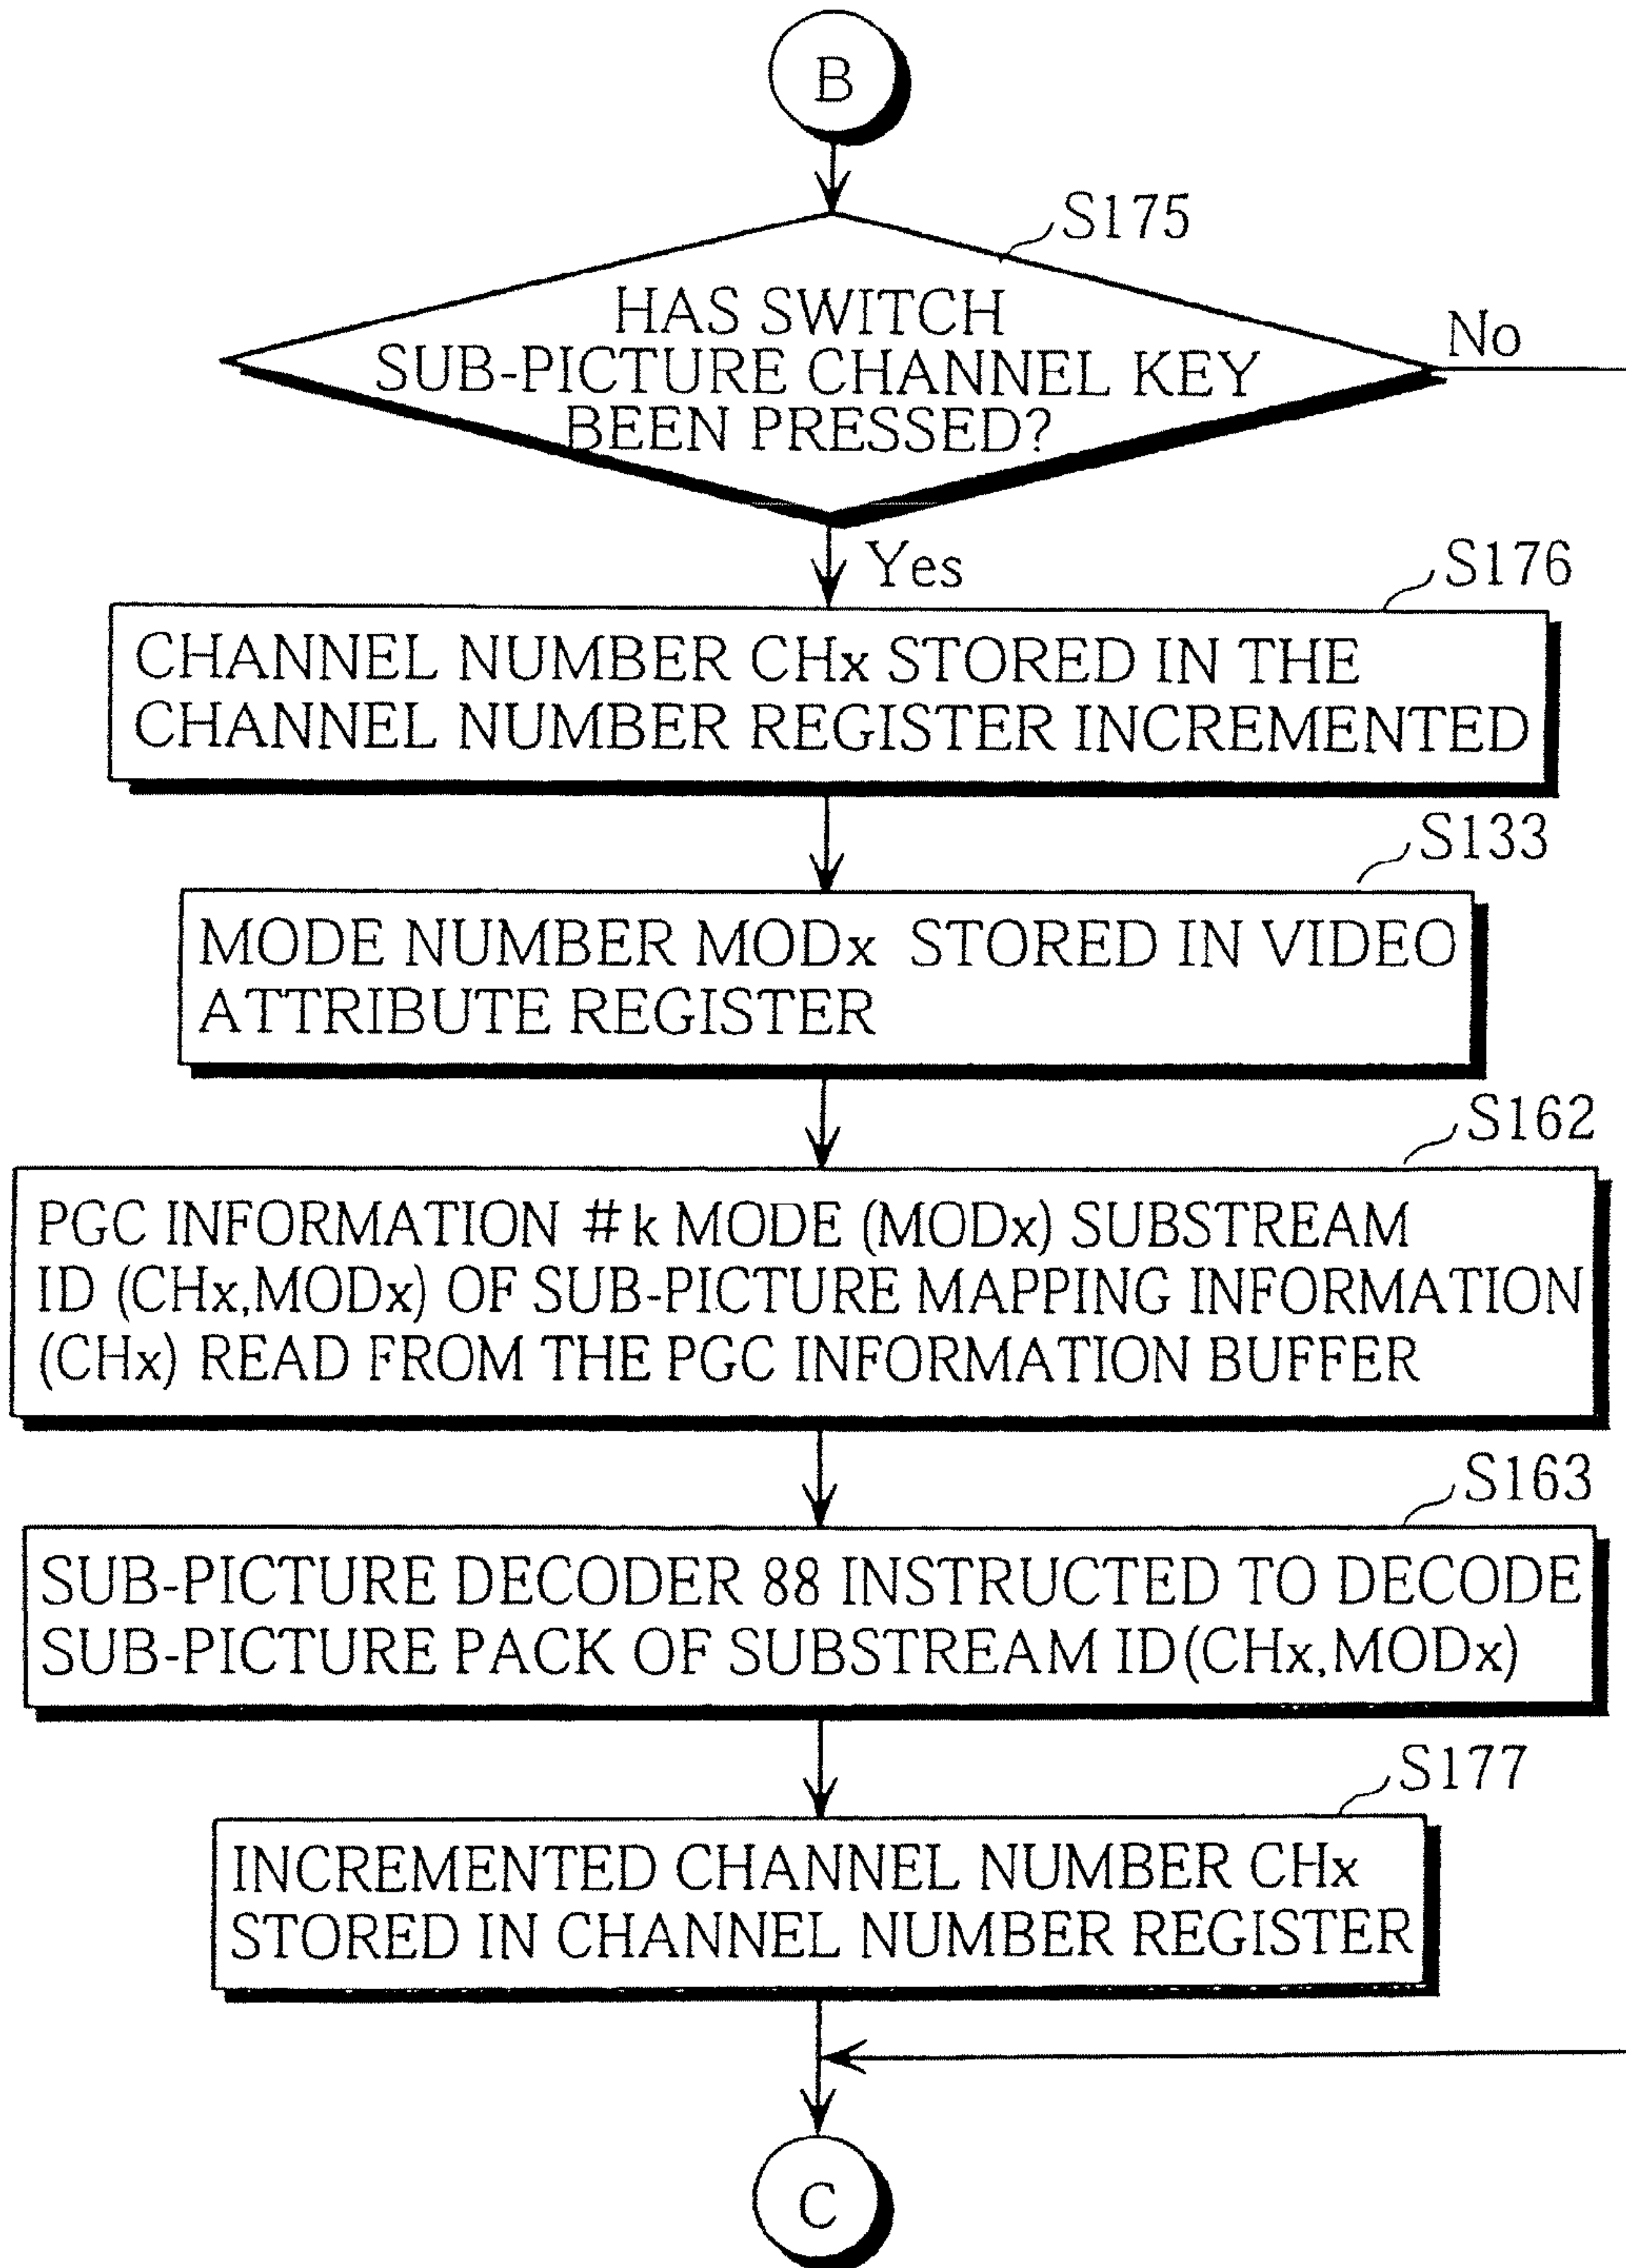 B
S175
HAS SWITCH
SUB-PICTURE CHANNEL KEY
BEEN PRESSED?
No
Yes
S176
CHANNEL NUMBER CHx STORED IN THE
CHANNEL NUMBER REGISTER INCREMENTED
S133
MODE NUMBER MODx STORED IN VIDEO
ATTRIBUTE REGISTER
S162
PGC INFORMATION #k MODE (MODx) SUBSTREAM
ID (CHx,MODx) OF SUB-PICTURE MAPPING INFORMATION
(CHx) READ FROM THE PGC INFORMATION BUFFER
S163
SUB-PICTURE DECODER 88 INSTRUCTED TO DECODE
SUB-PICTURE PACK OF SUBSTREAM ID(CHx,MODx)
S177
INCREMENTED CHANNEL NUMBER CHx
STORED IN CHANNEL NUMBER REGISTER
C